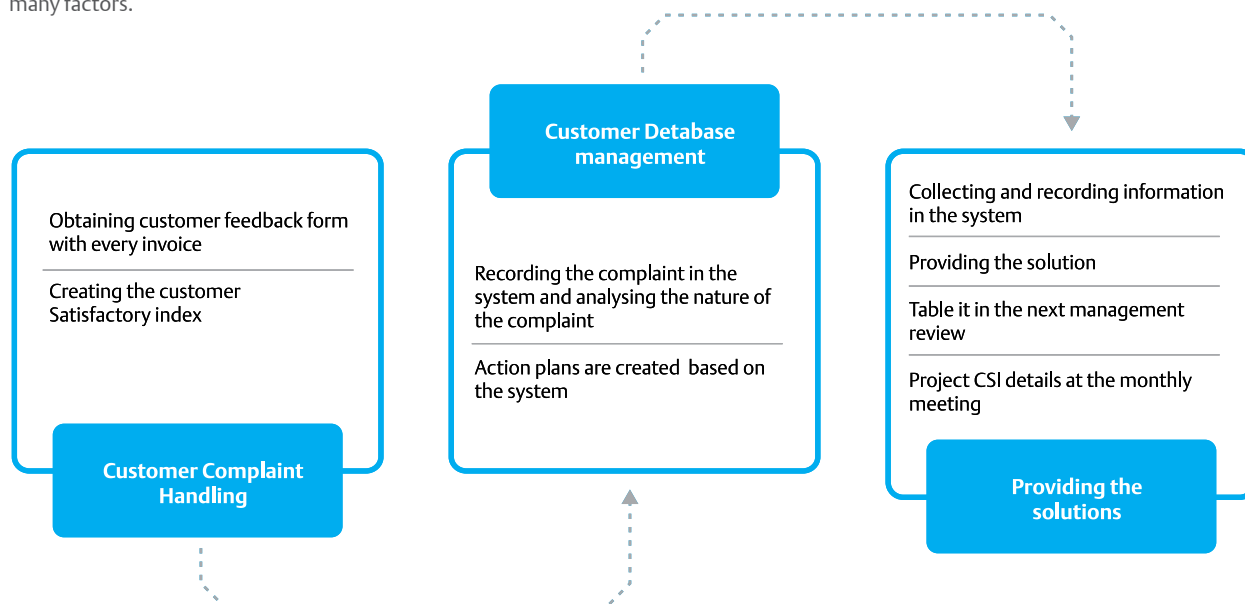 many factors.
Obtaining customer feedback form
with every invoice
Creating the customer
Satisfactory index
Customer Complaint
Handling
Customer Detabase
management
Recording the complaint in the
system and analysing the nature of
the complaint
Action plans are created  based on
the system
Collecting and recording information
in the system
Providing the solution
Table it in the next management
review
Project CSI details at the monthly
meeting
Providing the
solutions